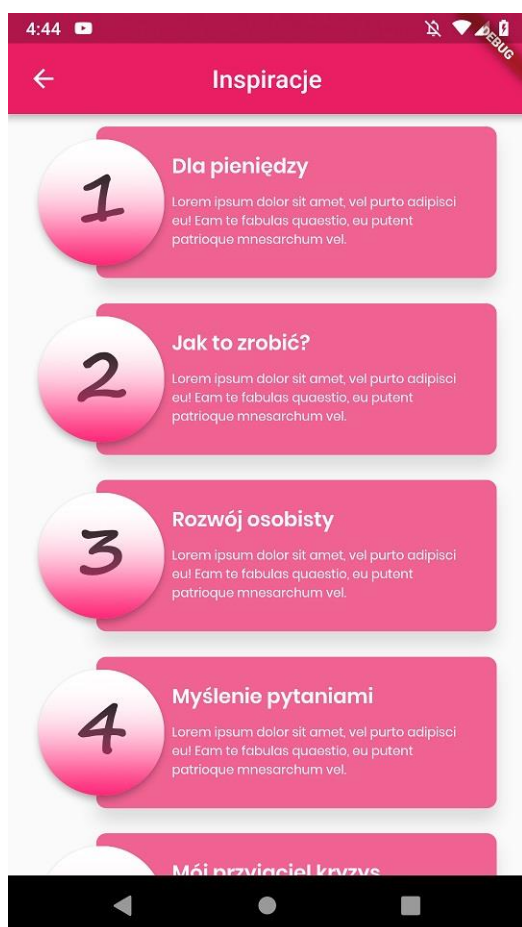 4:44
DEBUG
Inspiracje
1
Dla pieniędzy
Lorem ipsum dolor sit amet, vel purto adipisci
eu! Eam te fabulas quaestio, eu putent
patrioque mnesarchum vel.
2
Jak to zrobić?
Lorem ipsum dolor sit amet, vel purto adipisci
eu! Eam te fabulas quaestio, eu putent
patrioque mnesarchum vel.
3
Rozwój osobisty
Lorem ipsum dolor sit amet, vel purto adipisci
eu! Eam te fabulas quaestio, eu putent
patrioque mnesarchum vel.
4
Myślenie pytaniami
Lorem ipsum dolor sit amet, vel purto adipisci
eu! Eam te fabulas quaestio, eu putent
patrioque mnesarchum vel.
Mój przyjaciel kryzys